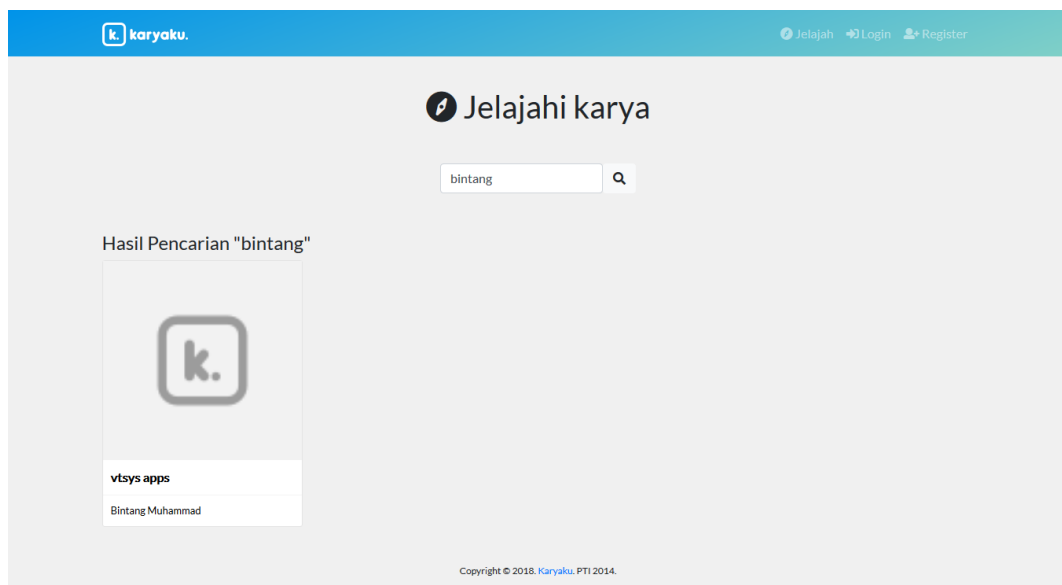 k. karyaku.
Jelajah Login Register
Jelajahi karya
bintang
Hasil Pencarian "bintang"
k.
vtsys apps
Bintang Muhammad
Copyright © 2018. Karyaku. PTI 2014.